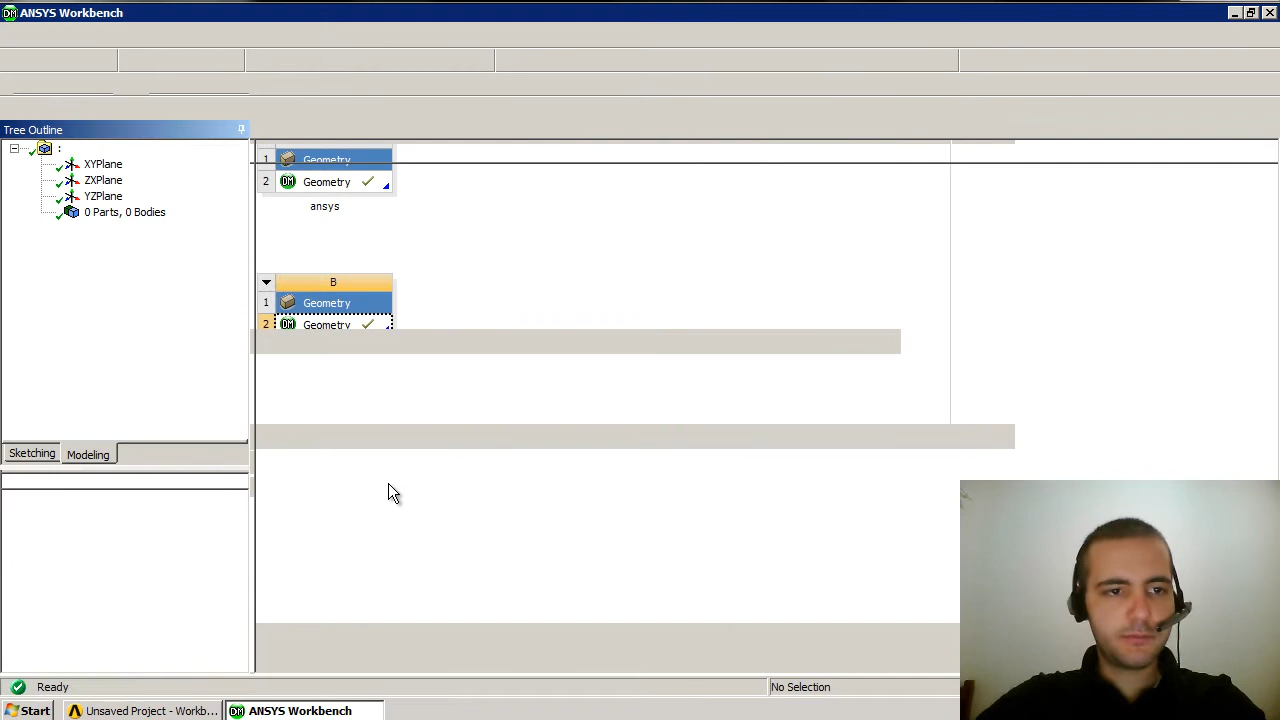 ANSYS Workbench
Tree Outline
:
XYPlane
ZXPlane
YZPlane
0 Parts, 0 Bodies
1 Geometry
2 Geometry
ansys
B
1 Geometry
2 Geometry
Sketching Modeling
Ready
No Selection
Start Unsaved Project - Workb... ANSYS Workbench